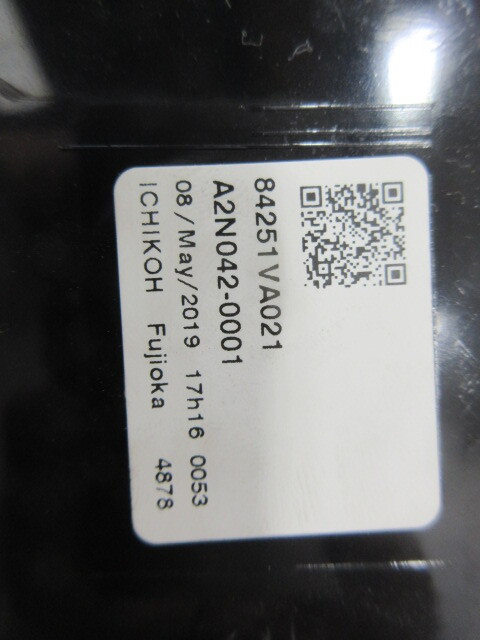 84251VA021
A2N042-0001
08/May/2019 17h16 0053
ICHIKOH Fujioka 4878